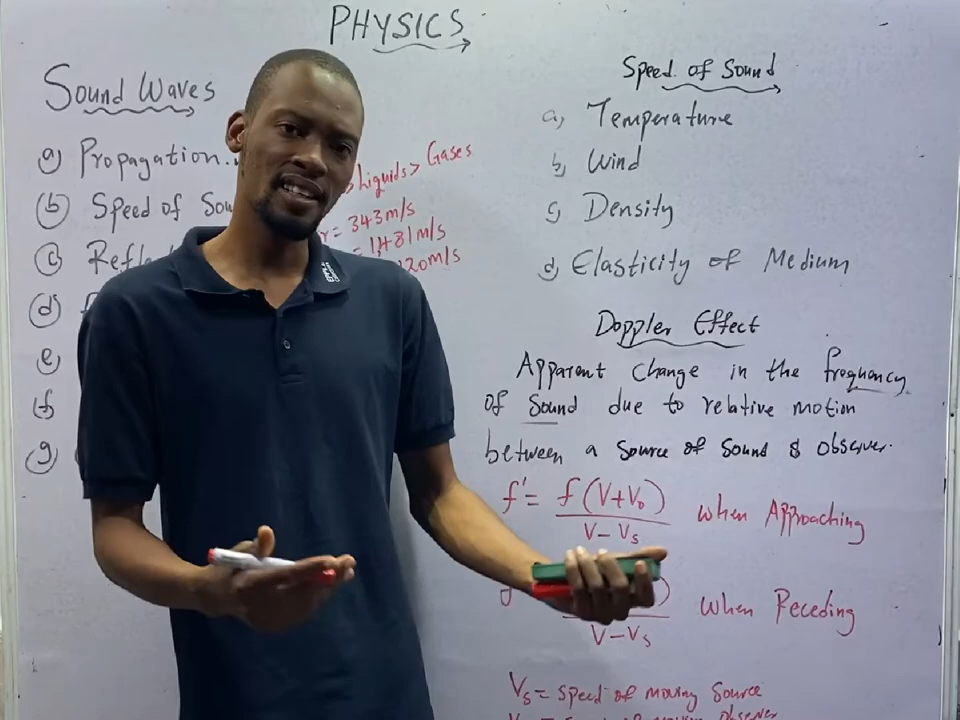 PHYSICS
Sound Waves
a) Propagation
b) Speed of Sou
c) Refle
d)
e)
f)
g)
Liquids > Gases
= 343m/s
= 1,481m/s
20m/s
Speed of Sound
a, Temperature
b, Wind
c, Density
d, Elasticity of Medium
Doppler Effect
Apparent change in the frequency
of Sound due to relative motion
between a Source of Sound & observer.
f' = f(V+V₀) / V-Vs when Approaching
) / V-Vs when Receding
Vs = Speed of moving Source